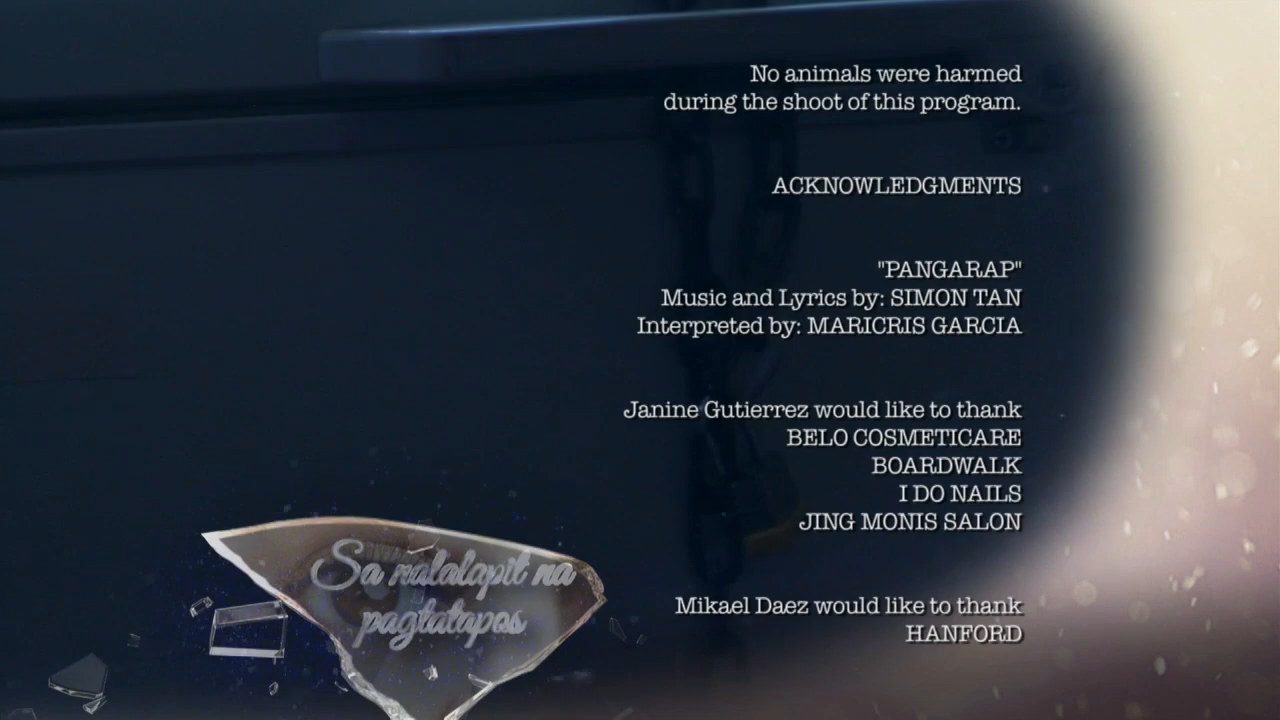 No animals were harmed
during the shoot of this program.
ACKNOWLEDGMENTS
"PANGARAP"
Music and Lyrics by: SIMON TAN
Interpreted by: MARICRIS GARCIA
Janine Gutierrez would like to thank
BELO COSMETICARE
BOARDWALK
I DO NAILS
JING MONIS SALON
Mikael Daez would like to thank
HANFORD
Sa nalalapit na
pagtatapos